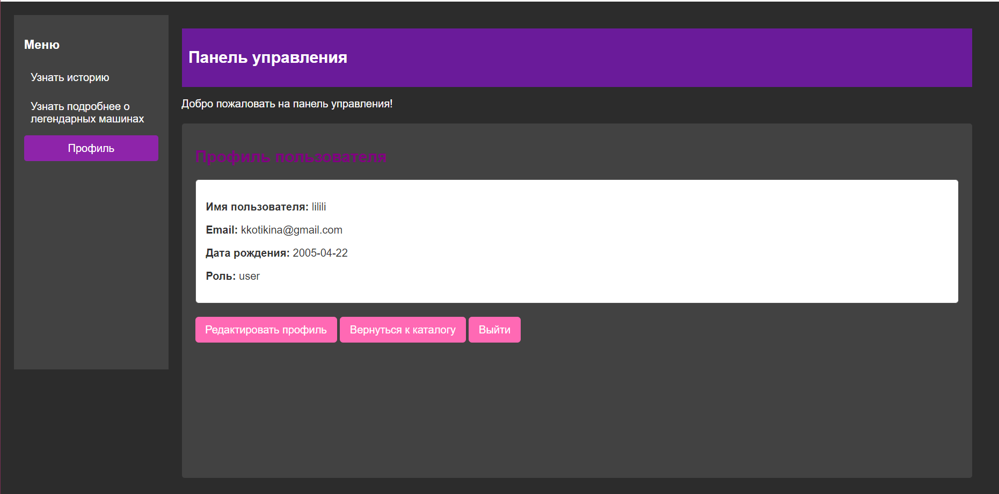 Меню
Узнать историю
Узнать подробнее о
легендарных машинах
Профиль
Панель управления
Добро пожаловать на панель управления!
Профиль пользователя
Имя пользователя: lilili
Email: kkotikina@gmail.com
Дата рождения: 2005-04-22
Роль: user
Редактировать профиль
Вернуться к каталогу
Выйти